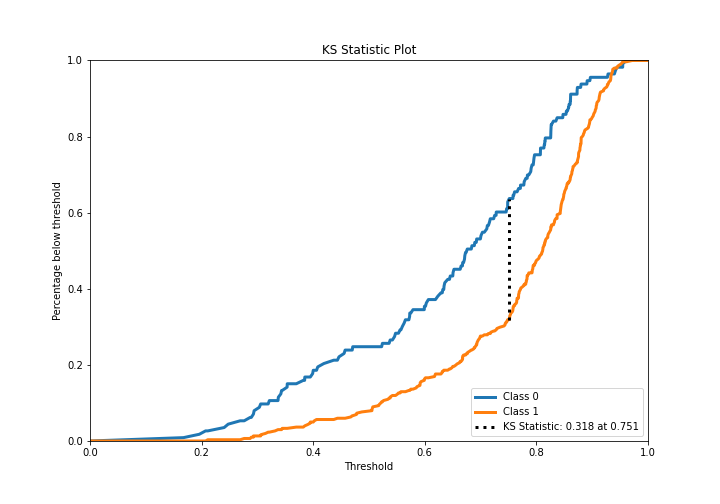 KS Statistic Plot
1.0
0.8
0.6
0.4
0.2
0.0
Percentage below threshold
0.0 0.2 0.4 0.6 0.8 1.0
Threshold
Class 0
Class 1
KS Statistic: 0.318 at 0.751